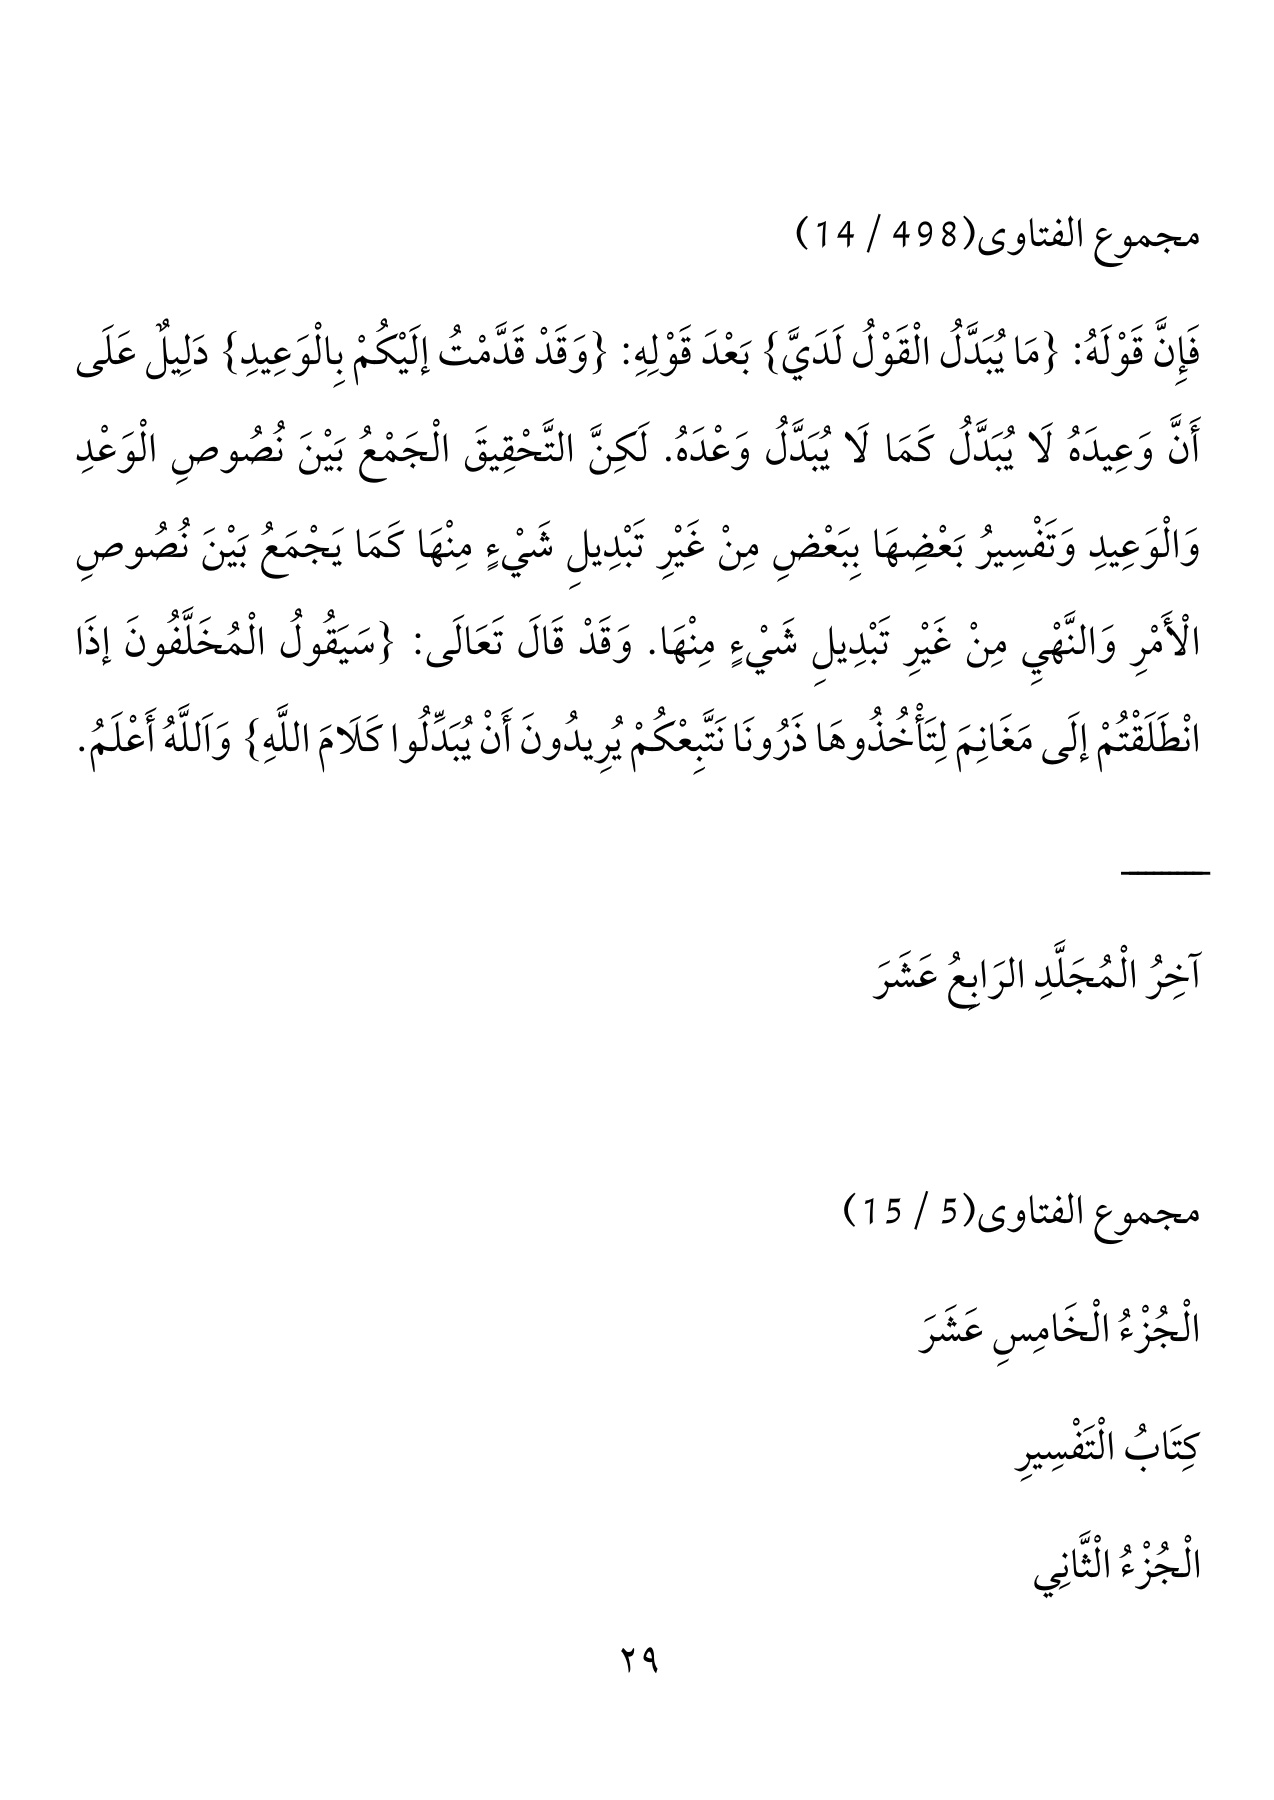 مجموع الفتاوى(14 / 498)
فَإِنَّ قَوْلَهُ: {مَا يُبَدَّلُ الْقَوْلُ لَدَيَّ} بَعْدَ قَوْلِهِ: {وَقَدْ قَدَّمْتُ إلَيْكُمْ بِالْوَعِيدِ} دَلِيلٌ عَلَى
أَنَّ وَعِيدَهُ لَا يُبَدَّلُ كَمَا لَا يُبَدَّلُ وَعْدَهُ. لَكِنَّ التَّحْقِيقَ الْجَمْعُ بَيْنَ نُصُوصِ الْوَعْدِ
وَالْوَعِيدِ وَتَفْسِيرُ بَعْضِهَا بِبَعْضِ مِنْ غَيْرِ تَبْدِيلِ شَيْءٍ مِنْهَا كَمَا يَجْمَعُ بَيْنَ نُصُوصِ
الْأَمْرِ وَالنَّهْيِ مِنْ غَيْرِ تَبْدِيلِ شَيْءٍ مِنْهَا. وَقَدْ قَالَ تَعَالَى: {سَيَقُولُ الْمُخَلَّفُونَ إذَا
انْطَلَقْتُمْ إلَى مَغَانِمَ لِتَأْخُذُوهَا ذَرُونَا نَتَّبِعْكُمْ يُرِيدُونَ أَنْ يُبَدِّلُوا كَلَامَ اللَّهِ} وَاَللَّهُ أَعْلَمُ.
آخِرُ الْمُجَلَّدِ الرَابِعُ عَشَرَ
مجموع الفتاوى(15 / 5)
الْجُزْءُ الْخَامِسِ عَشَرَ
كِتَابُ الْتَفْسِيرِ
الْجُزْءُ الْثَّانِي
٢٩